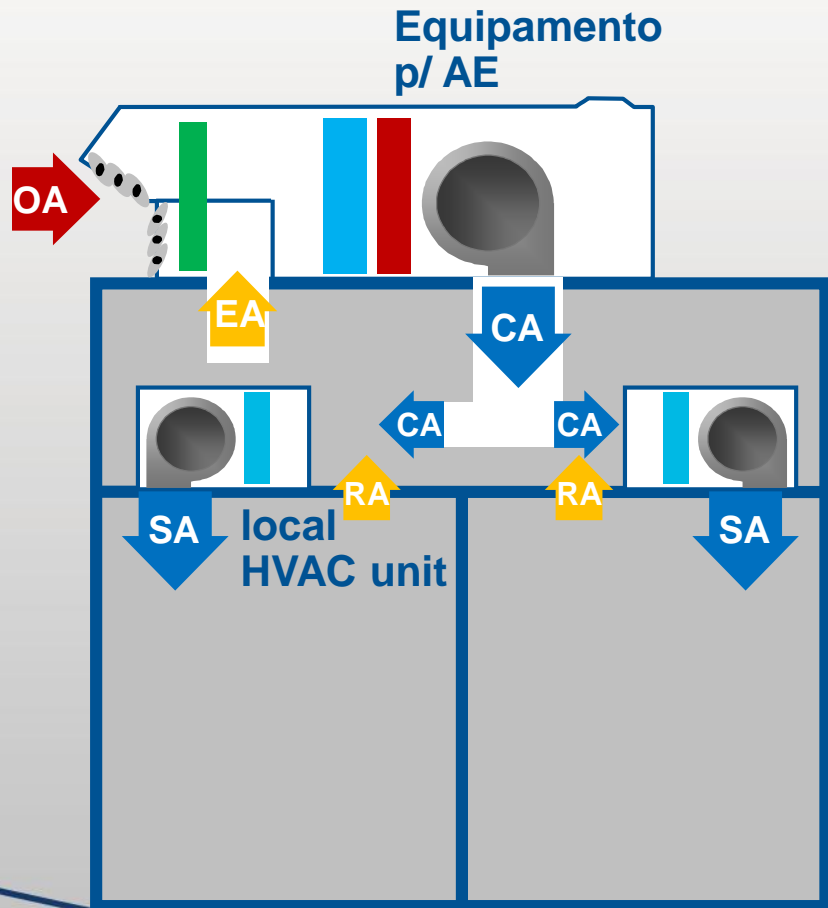 Equipamento
p/ AE
OA
EA
CA
CA
CA
RA
RA
SA
local
HVAC unit
SA